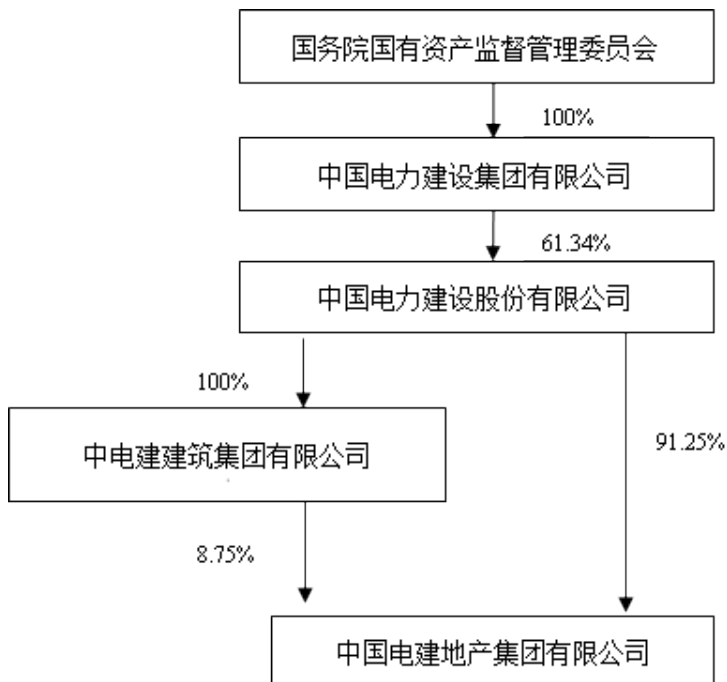 国务院国有资产监督管理委员会
100%
中国电力建设集团有限公司
61.34%
中国电力建设股份有限公司
100%
中电建建筑集团有限公司
91.25%
8.75%
中国电建地产集团有限公司